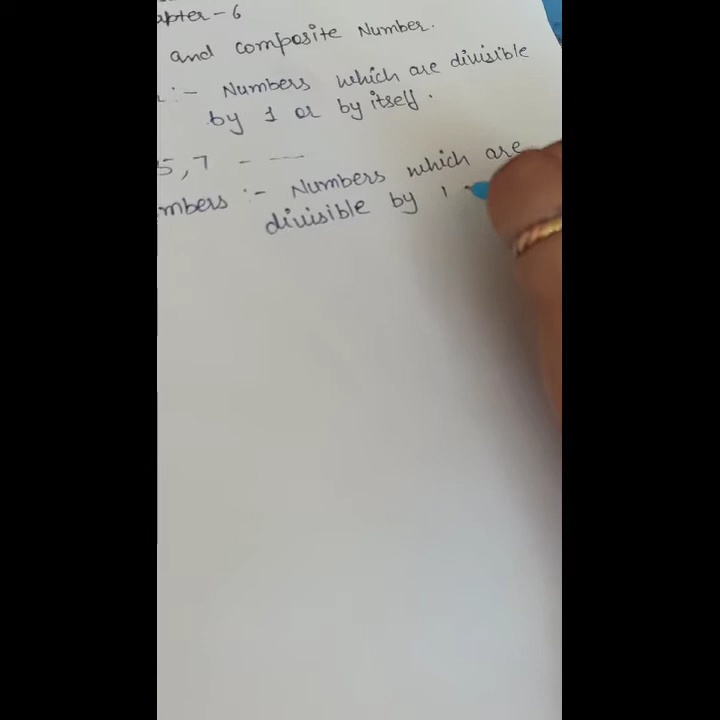 apter - 6
and composite Number.
:- Numbers which are divisible
by 1 or by itself.
5, 7 - ---
mbers :- Numbers which are
divisible by 1